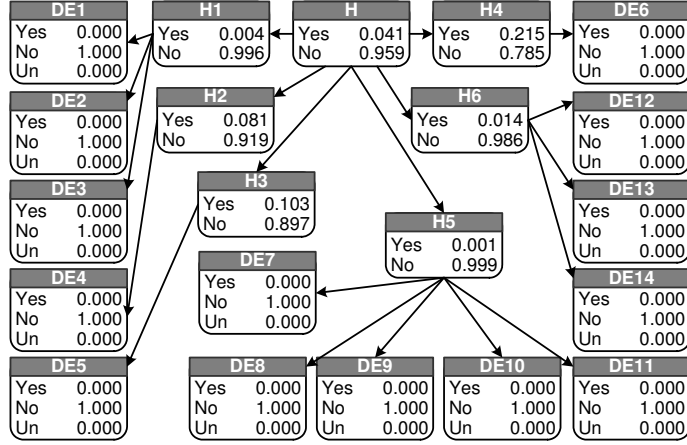 DE1
Yes 0.000
No 1.000
Un 0.000
H1
Yes 0.004
No 0.996
H
Yes 0.041
No 0.959
H4
Yes 0.215
No 0.785
DE6
Yes 0.000
No 1.000
Un 0.000
DE2
Yes 0.000
No 1.000
Un 0.000
H2
Yes 0.081
No 0.919
H6
Yes 0.014
No 0.986
DE12
Yes 0.000
No 1.000
Un 0.000
DE3
Yes 0.000
No 1.000
Un 0.000
H3
Yes 0.103
No 0.897
H5
Yes 0.001
No 0.999
DE13
Yes 0.000
No 1.000
Un 0.000
DE4
Yes 0.000
No 1.000
Un 0.000
DE7
Yes 0.000
No 1.000
Un 0.000
DE14
Yes 0.000
No 1.000
Un 0.000
DE5
Yes 0.000
No 1.000
Un 0.000
DE8
Yes 0.000
No 1.000
Un 0.000
DE9
Yes 0.000
No 1.000
Un 0.000
DE10
Yes 0.000
No 1.000
Un 0.000
DE11
Yes 0.000
No 1.000
Un 0.000